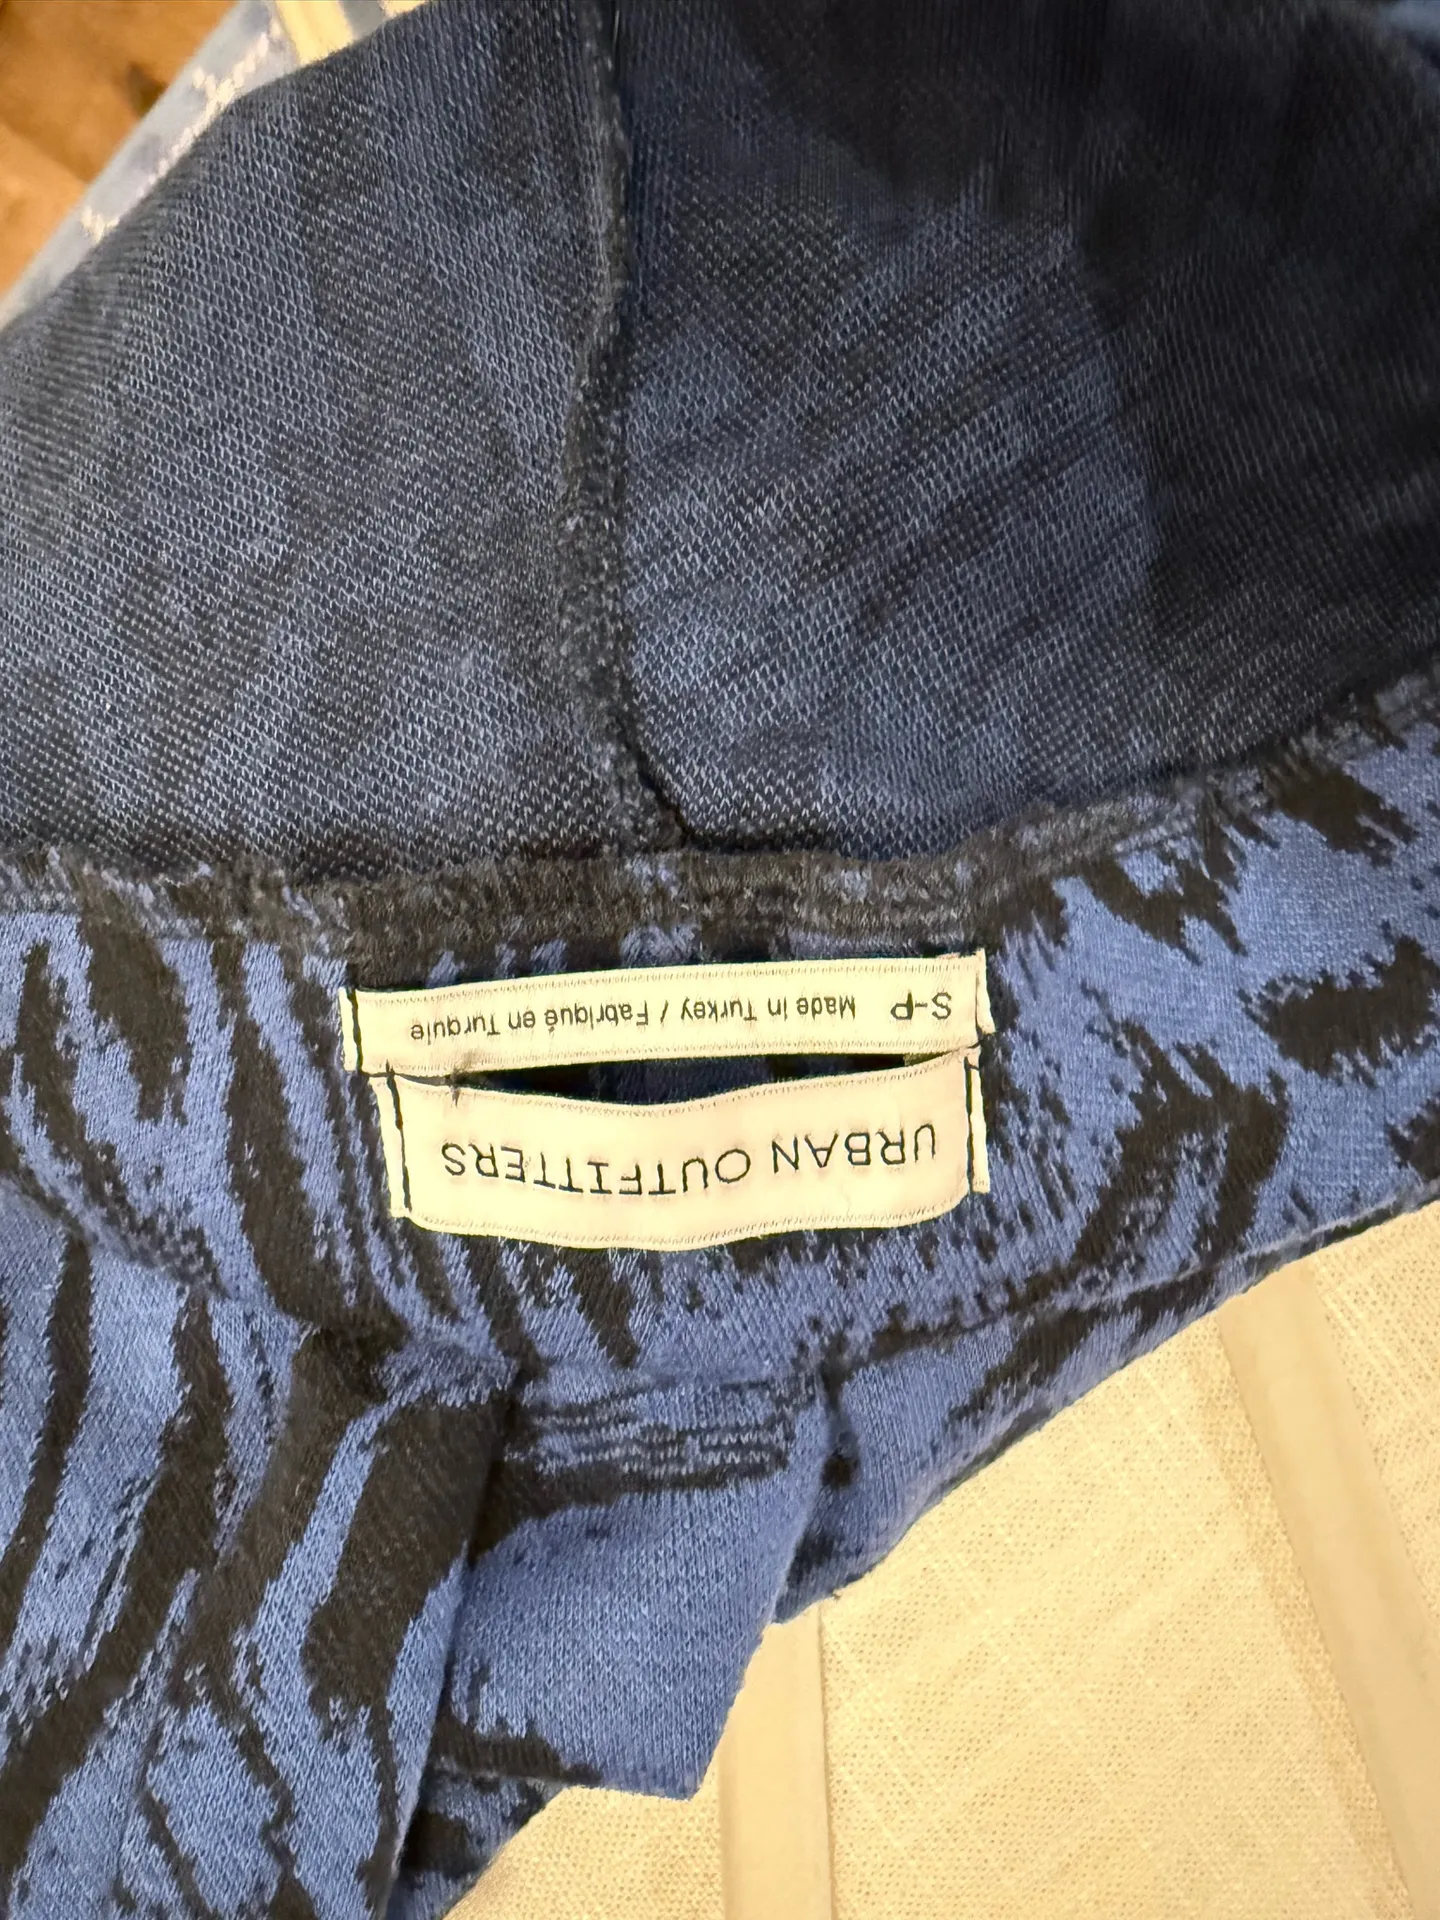 URBAN OUTFITTERS
S-P Made in Turkey / Fabriqué en Turquie